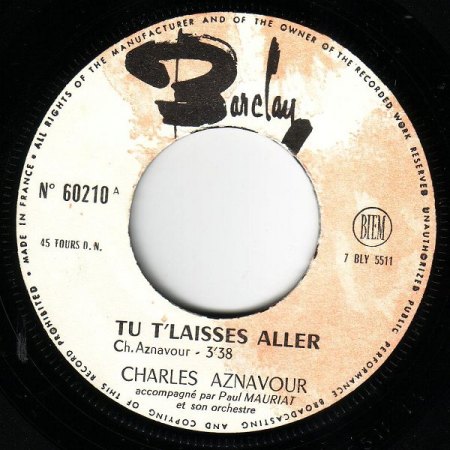 ALL RIGHTS OF THE MANUFACTURER AND OF THE OWNER OF THE RECORDED WORK RESERVED UNAUTHORIZED PUBLIC PERFORMANCE BROADCASTING AND COPYING OF THIS RECORD PROHIBITED • MADE IN FRANCE •
Barclay
N° 60210 A
BIEM
45 TOURS D.N.
7 BLY 5511
TU T'LAISSES ALLER
Ch. Aznavour - 3'38
CHARLES AZNAVOUR
accompagné par Paul MAURIAT
et son orchestre